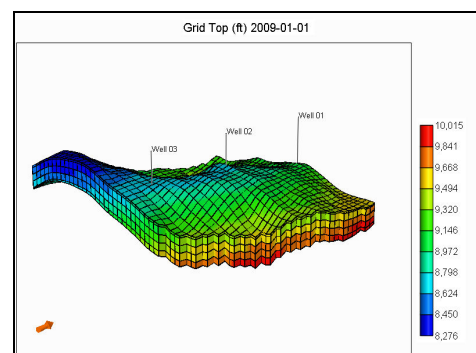 Grid Top (ft) 2009-01-01
Well 01
Well 02
Well 03
10,015
9,841
9,668
9,494
9,320
9,146
8,972
8,798
8,624
8,450
8,276